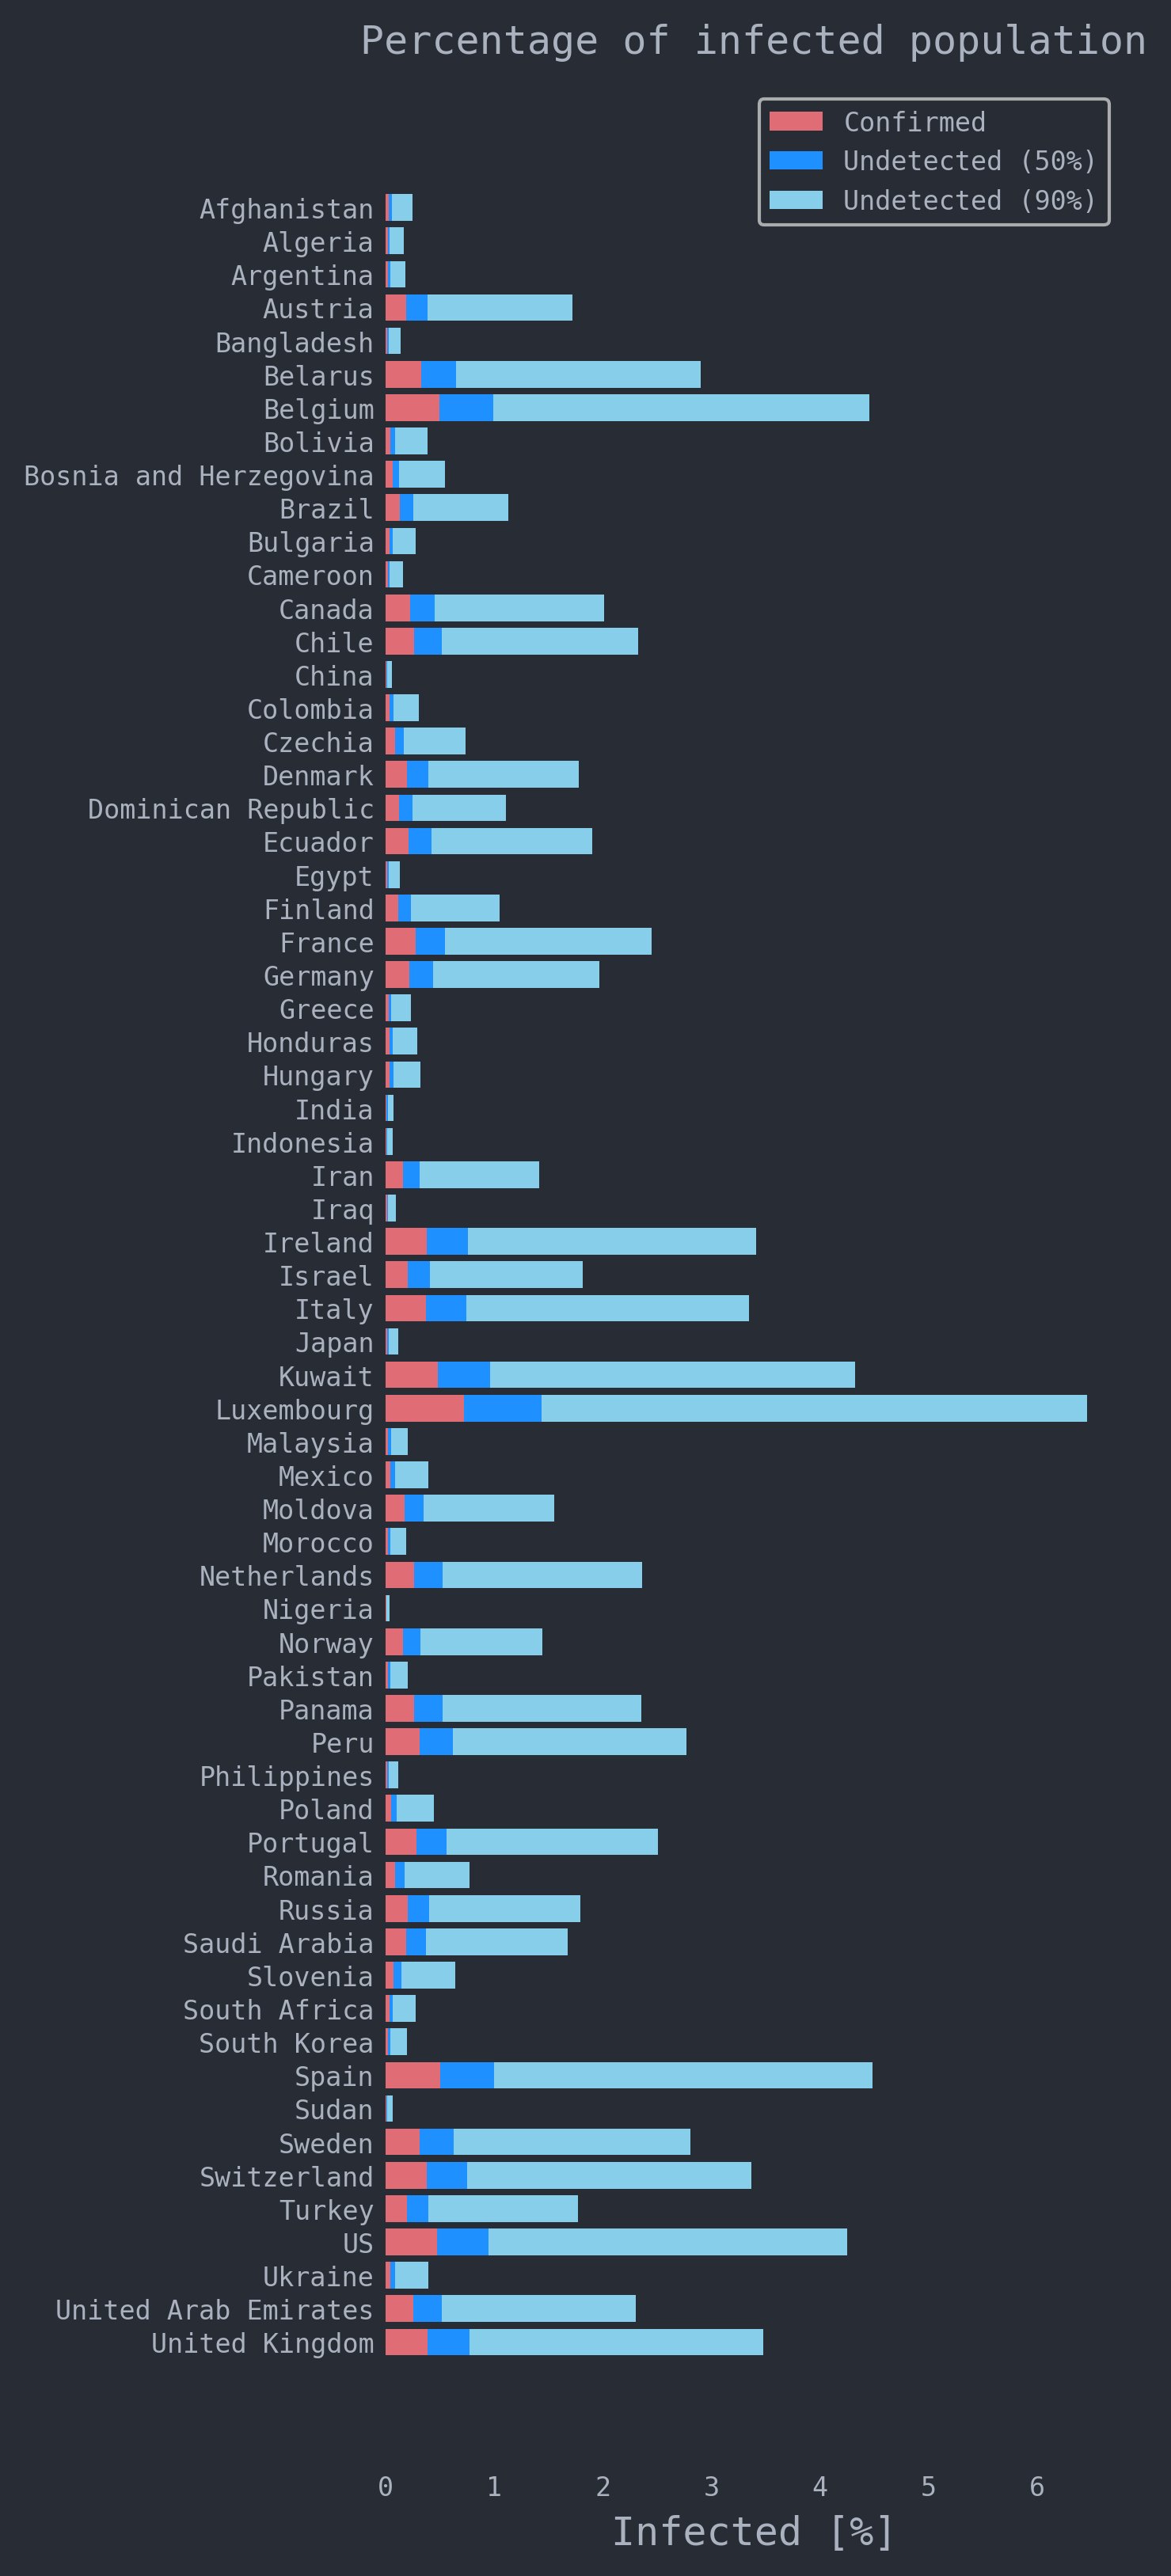 Percentage of infected population
Confirmed
Undetected (50%)
Undetected (90%)
Afghanistan
Algeria
Argentina
Austria
Bangladesh
Belarus
Belgium
Bolivia
Bosnia and Herzegovina
Brazil
Bulgaria
Cameroon
Canada
Chile
China
Colombia
Czechia
Denmark
Dominican Republic
Ecuador
Egypt
Finland
France
Germany
Greece
Honduras
Hungary
India
Indonesia
Iran
Iraq
Ireland
Israel
Italy
Japan
Kuwait
Luxembourg
Malaysia
Mexico
Moldova
Morocco
Netherlands
Nigeria
Norway
Pakistan
Panama
Peru
Philippines
Poland
Portugal
Romania
Russia
Saudi Arabia
Slovenia
South Africa
South Korea
Spain
Sudan
Sweden
Switzerland
Turkey
US
Ukraine
United Arab Emirates
United Kingdom
0 1 2 3 4 5 6
Infected [%]